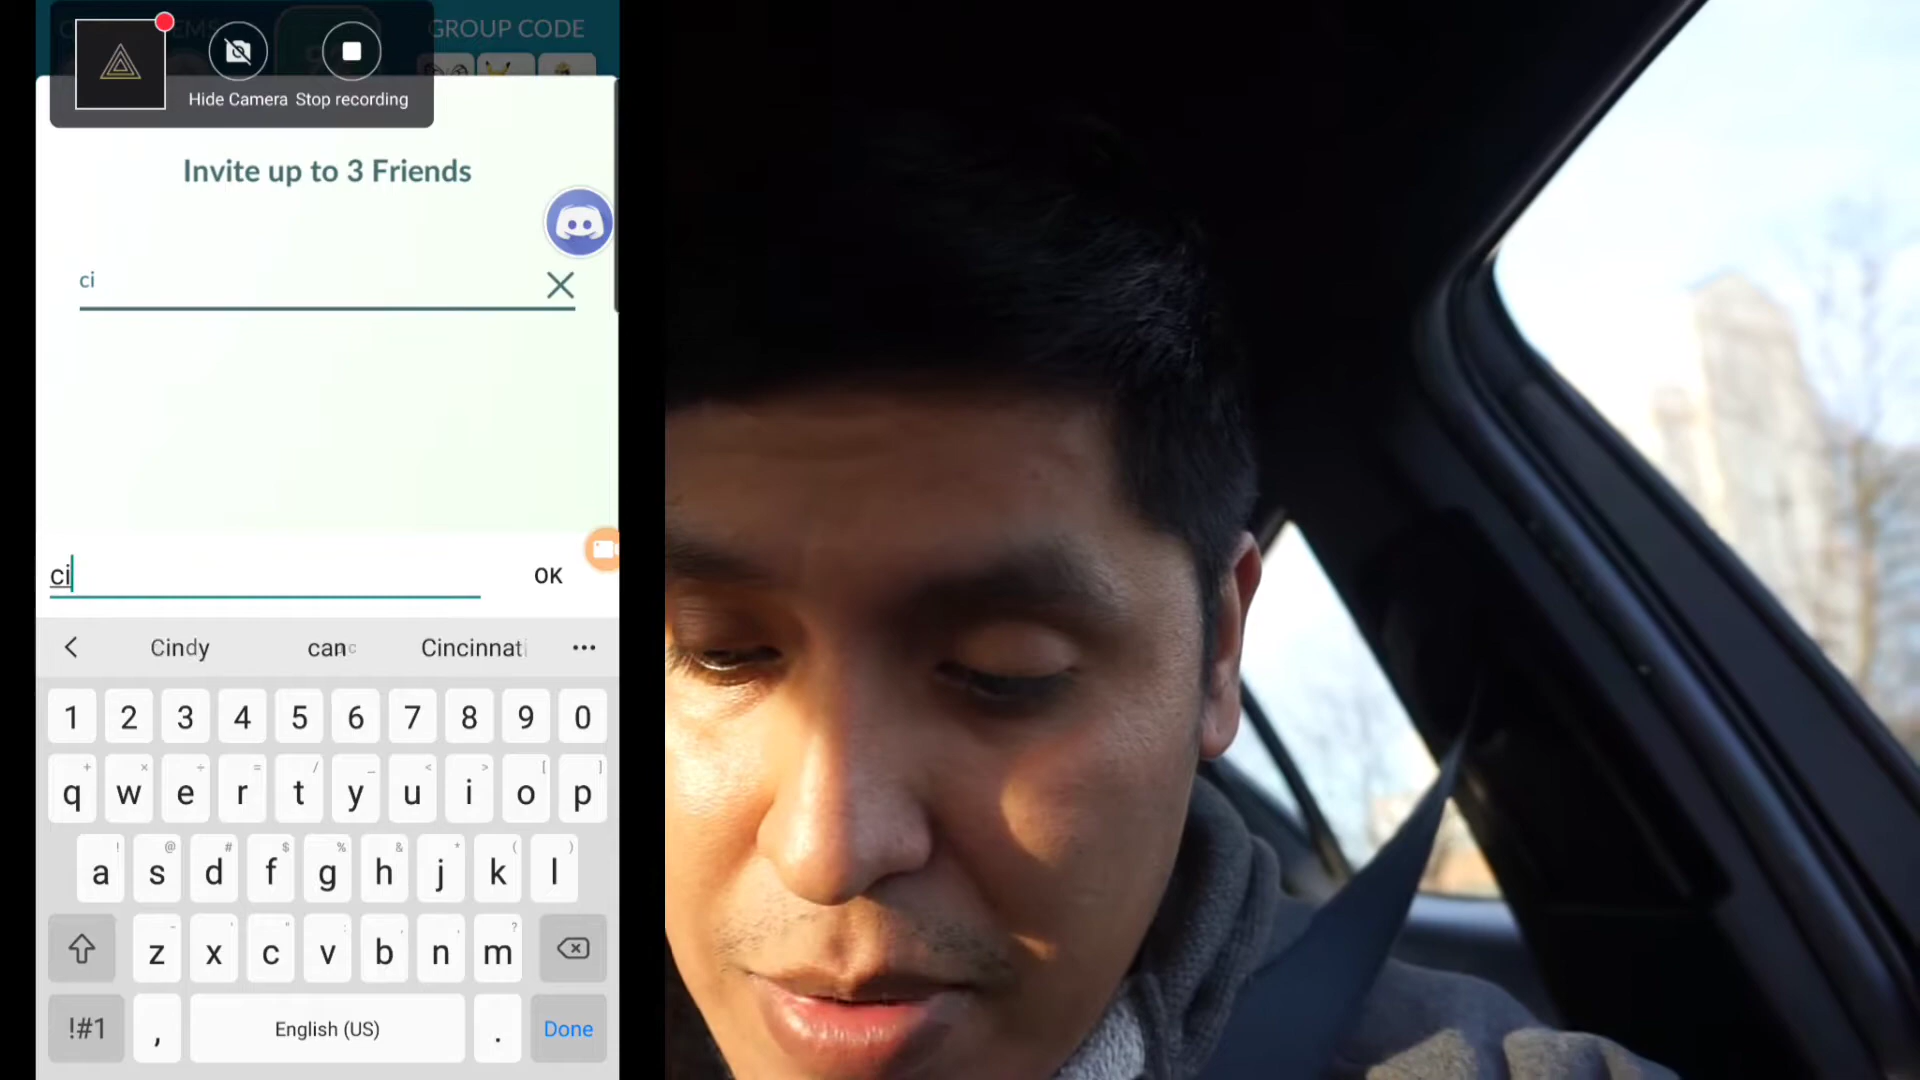 GROUP CODE
Hide Camera Stop recording
Invite up to 3 Friends
ci
ci OK
Cindy can Cincinnati
1 2 3 4 5 6 7 8 9 0
q w e r t y u i o p
a s d f g h j k l
z x c v b n m
!#1 , English (US) . Done